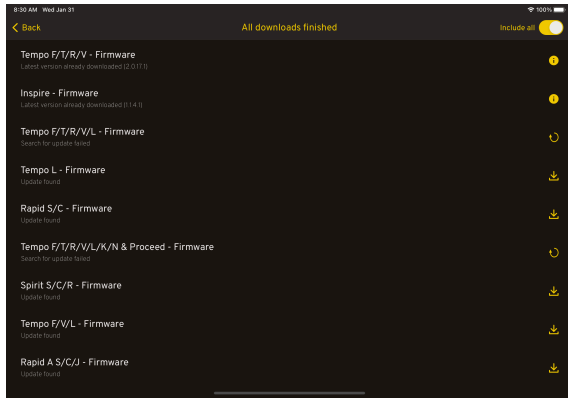 8:30 AM Wed Jan 31 100%
Back All downloads finished Include all
Tempo F/T/R/V - Firmware
Latest version already downloaded (2.0.17.1)
Inspire - Firmware
Latest version already downloaded (1.1.4.1)
Tempo F/T/R/V/L - Firmware
Search for update failed
Tempo L - Firmware
Update found
Rapid S/C - Firmware
Update found
Tempo F/T/R/V/L/K/N & Proceed - Firmware
Search for update failed
Spirit S/C/R - Firmware
Update found
Tempo F/V/L - Firmware
Update found
Rapid A S/C/J - Firmware
Update found